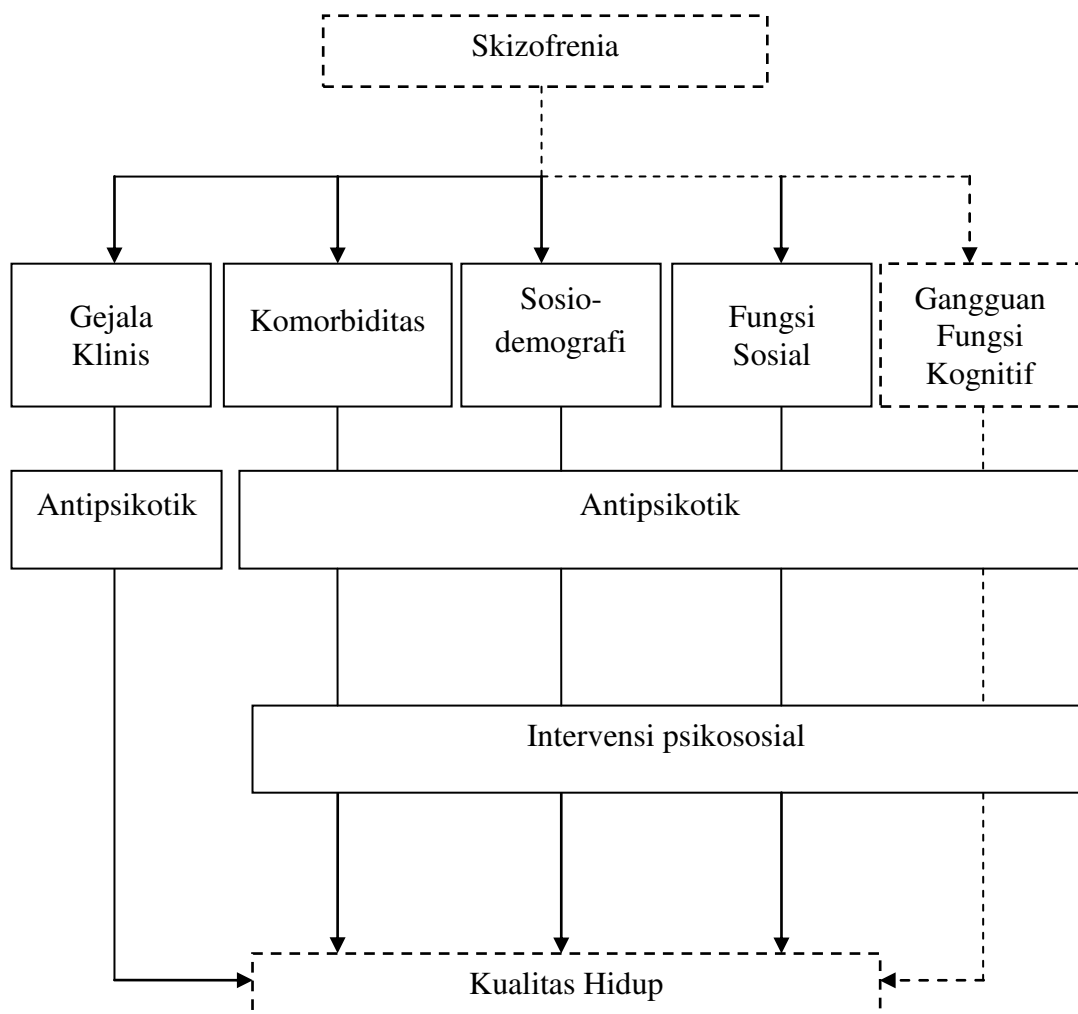 Skizofrenia
Gejala
Klinis
Komorbiditas
Sosio-
demografi
Fungsi
Sosial
Gangguan
Fungsi
Kognitif
Antipsikotik
Antipsikotik
Intervensi psikososial
Kualitas Hidup